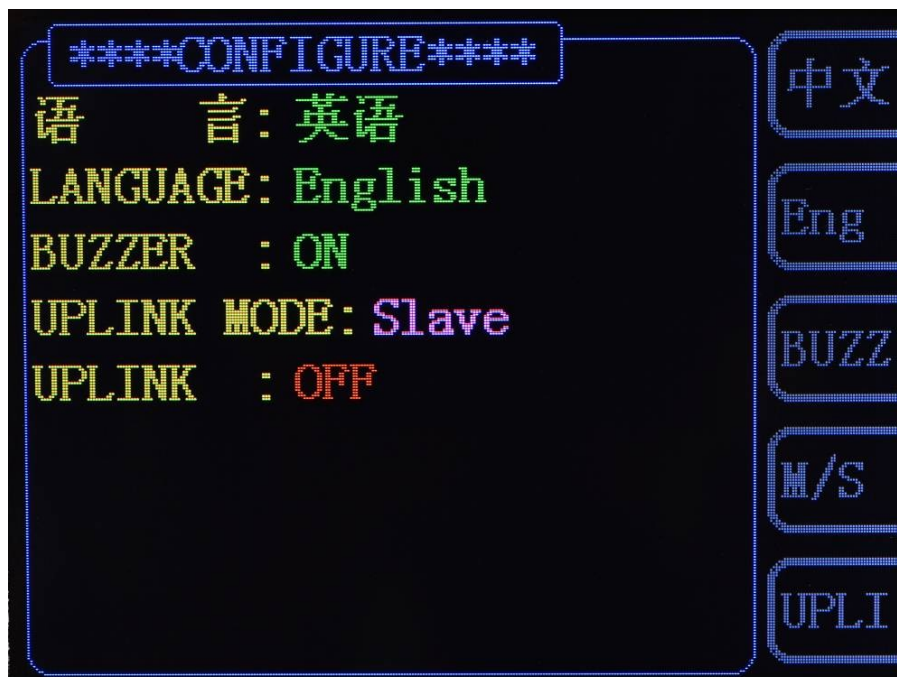 ****CONFIGURE****
语 言: 英语
LANGUAGE: English
BUZZER : ON
UPLINK MODE: Slave
UPLINK : OFF
中文
Eng
BUZZ
M/S
UPLI